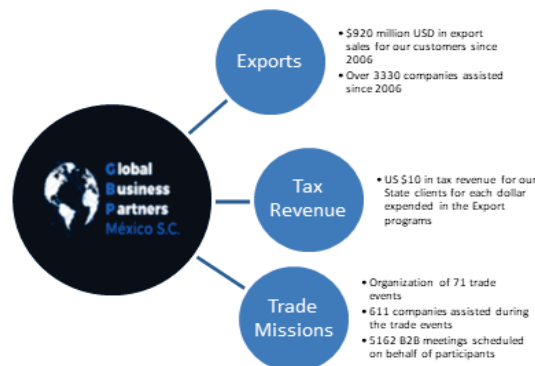 Global
Business
Partners
México S.C.
Exports
• $920 million USD in export
sales for our customers since
2006
• Over 3330 companies assisted
since 2006
Tax
Revenue
• US $10 in tax revenue for our
State clients for each dollar
expended in the Export
programs
Trade
Missions
• Organization of 71 trade
events
• 611 companies assisted during
the trade events
• 5162 B2B meetings scheduled
on behalf of participants